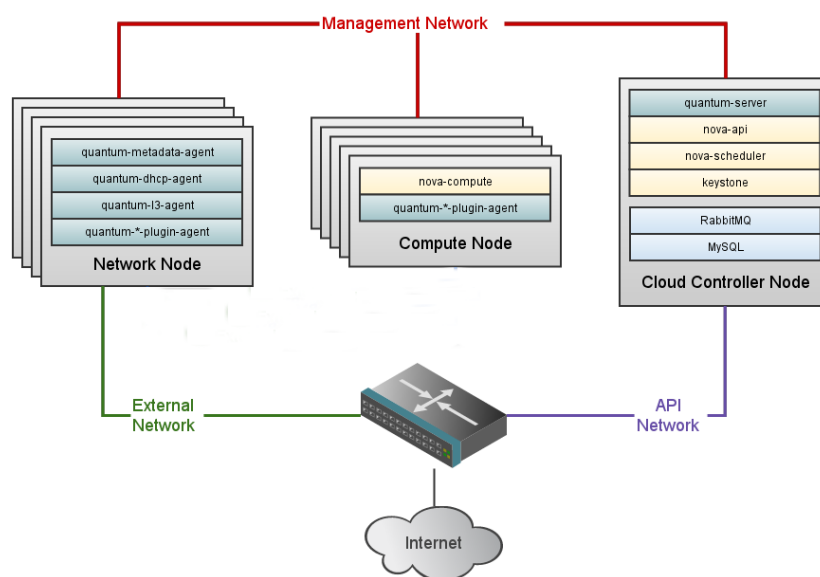 Management Network
quantum-metadata-agent
quantum-dhcp-agent
quantum-l3-agent
quantum-*-plugin-agent
Network Node
nova-compute
quantum-*-plugin-agent
Compute Node
quantum-server
nova-api
nova-scheduler
keystone
RabbitMQ
MySQL
Cloud Controller Node
External
Network
API
Network
Internet